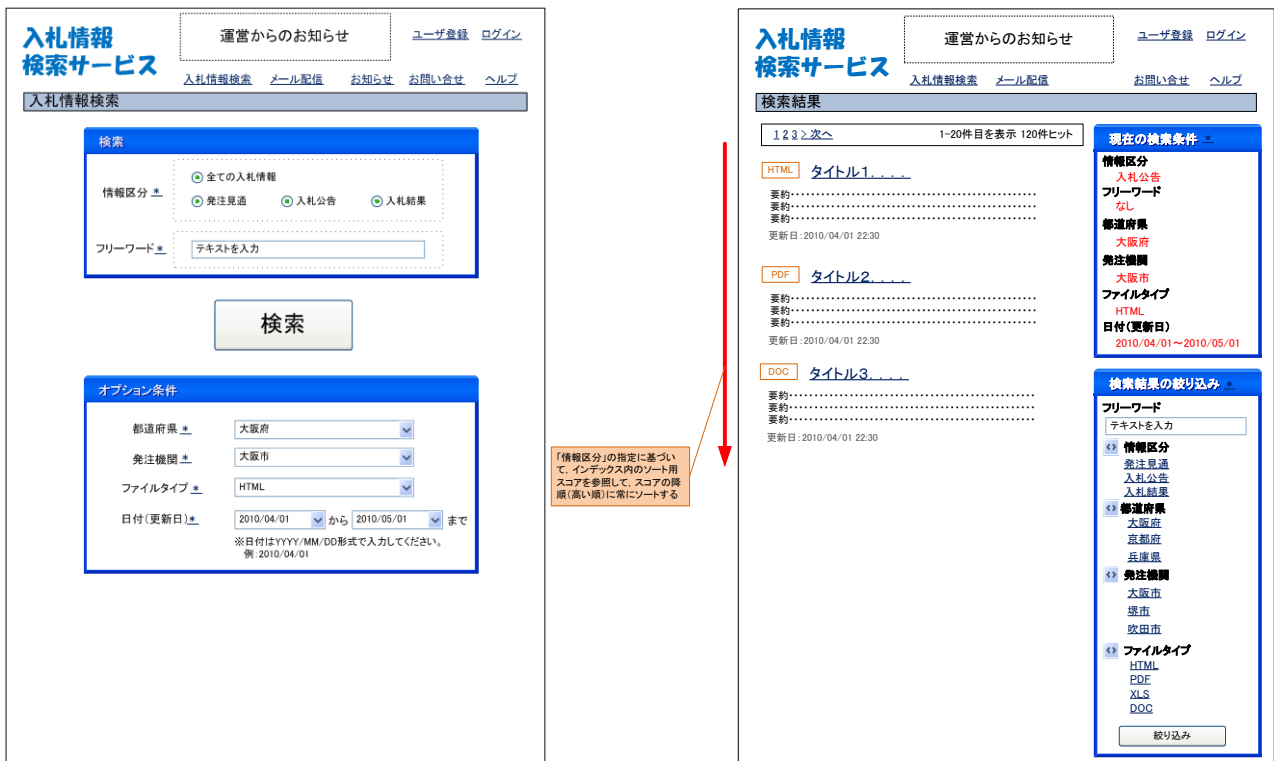 入札情報
検索サービス
運営からのお知らせ
ユーザ登録 ログイン
入札情報検索 メール配信 お知らせ お問い合せ ヘルプ
入札情報検索
検索
情報区分 *
全ての入札情報
発注見通 入札公告 入札結果
フリーワード *
テキストを入力
検索
オプション条件
都道府県 * 大阪府
発注機関 * 大阪市
ファイルタイプ * HTML
日付(更新日)* 2010/04/01 から 2010/05/01 まで
※日付はYYYY/MM/DD形式で入力してください。
例:2010/04/01
「情報区分」の指定に基づい
て、インデックス内のソート用
スコアを参照して、スコアの降
順(高い順)に常にソートする
入札情報
検索サービス
運営からのお知らせ
ユーザ登録 ログイン
入札情報検索 メール配信 お問い合せ ヘルプ
検索結果
1 2 3 > 次へ 1-20件目を表示 120件ヒット
HTML タイトル1．．．．
要約・・・・・・・・・・・・・・・・・・・・・・・・・・・・・・・・・・・・・・・・・
要約・・・・・・・・・・・・・・・・・・・・・・・・・・・・・・・・・・・・・・・・・
要約・・・・・・・・・・・・・・・・・・・・・・・・・・・・・・・・・・・・・・・・・
更新日:2010/04/01 22:30
PDF タイトル2．．．．
要約・・・・・・・・・・・・・・・・・・・・・・・・・・・・・・・・・・・・・・・・・
要約・・・・・・・・・・・・・・・・・・・・・・・・・・・・・・・・・・・・・・・・・
要約・・・・・・・・・・・・・・・・・・・・・・・・・・・・・・・・・・・・・・・・・
更新日:2010/04/01 22:30
DOC タイトル3．．．．
要約・・・・・・・・・・・・・・・・・・・・・・・・・・・・・・・・・・・・・・・・・
要約・・・・・・・・・・・・・・・・・・・・・・・・・・・・・・・・・・・・・・・・・
要約・・・・・・・・・・・・・・・・・・・・・・・・・・・・・・・・・・・・・・・・・
更新日:2010/04/01 22:30
現在の検索条件 *
情報区分
入札公告
フリーワード
なし
都道府県
大阪府
発注機関
大阪市
ファイルタイプ
HTML
日付(更新日)
2010/04/01～2010/05/01
検索結果の絞り込み *
フリーワード
テキストを入力
情報区分
発注見通
入札公告
入札結果
都道府県
大阪府
京都府
兵庫県
発注機関
大阪市
堺市
吹田市
ファイルタイプ
HTML
PDF
XLS
DOC
絞り込み